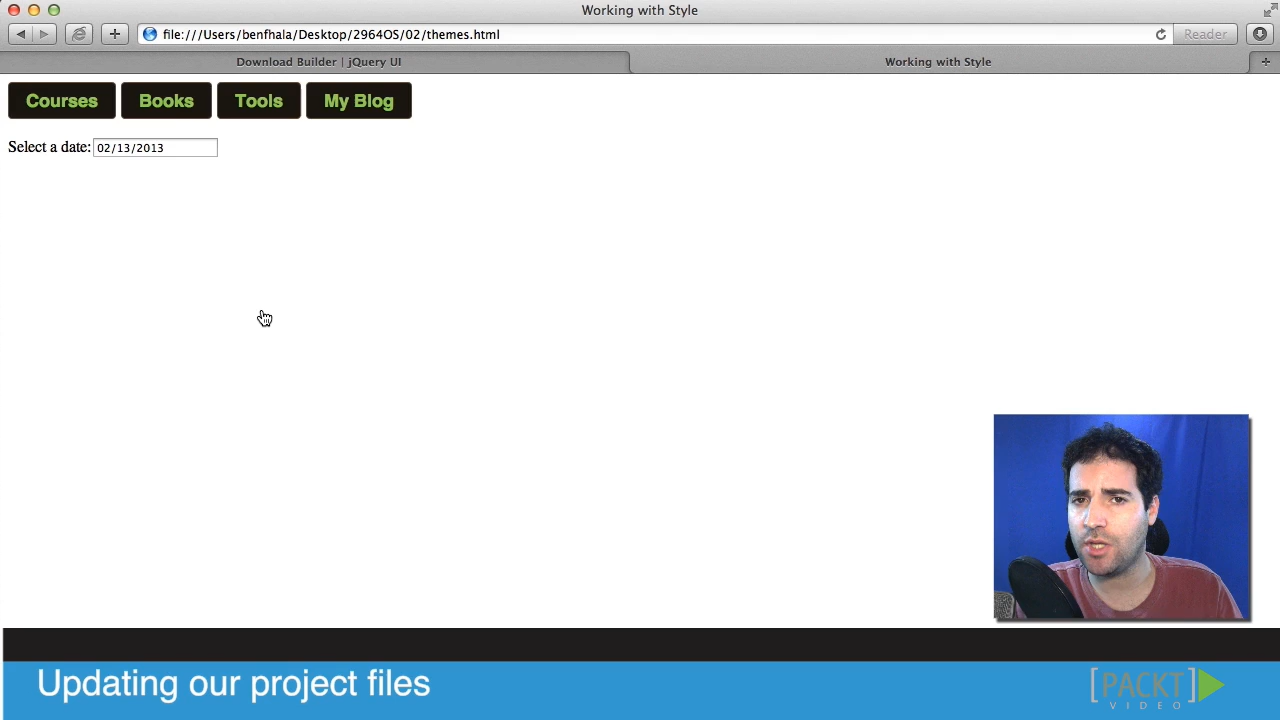 Working with Style
file:///Users/benfhala/Desktop/2964OS/02/themes.html
Reader
Download Builder | jQuery UI
Working with Style
Courses
Books
Tools
My Blog
Select a date: 02/13/2013
Updating our project files
[PACKT]
VIDEO